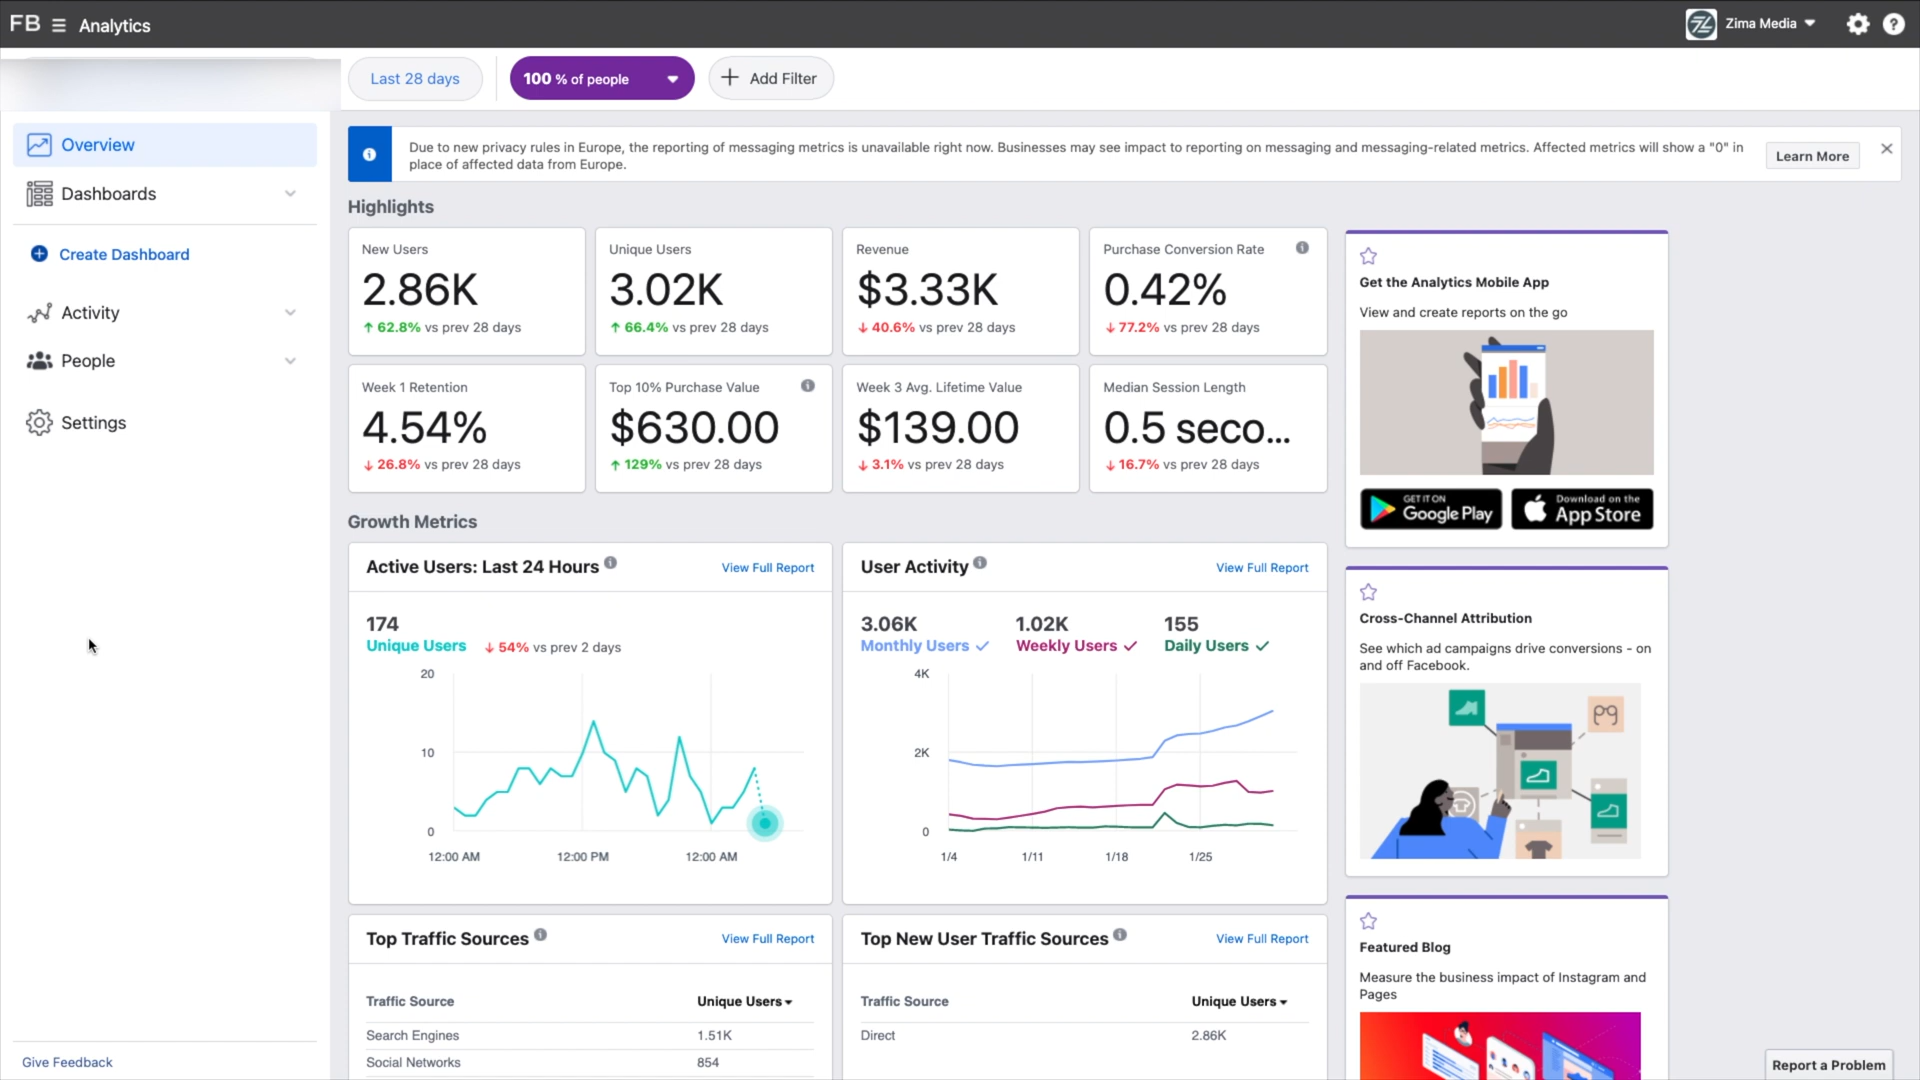 FB Analytics
Zima Media
Last 28 days
100 % of people
Add Filter
Overview
Dashboards
Create Dashboard
Activity
People
Settings
Give Feedback
Due to new privacy rules in Europe, the reporting of messaging metrics is unavailable right now. Businesses may see impact to reporting on messaging and messaging-related metrics. Affected metrics will show a "0" in
place of affected data from Europe.
Learn More
Highlights
New Users
2.86K
62.8% vs prev 28 days
Unique Users
3.02K
66.4% vs prev 28 days
Revenue
$3.33K
40.6% vs prev 28 days
Purchase Conversion Rate
0.42%
77.2% vs prev 28 days
Week 1 Retention
4.54%
26.8% vs prev 28 days
Top 10% Purchase Value
$630.00
129% vs prev 28 days
Week 3 Avg. Lifetime Value
$139.00
3.1% vs prev 28 days
Median Session Length
0.5 seco...
16.7% vs prev 28 days
Growth Metrics
Active Users: Last 24 Hours
View Full Report
174
Unique Users
54% vs prev 2 days
20
10
0
12:00 AM
12:00 PM
12:00 AM
User Activity
View Full Report
3.06K
Monthly Users
1.02K
Weekly Users
155
Daily Users
4K
2K
0
1/4
1/11
1/18
1/25
Top Traffic Sources
View Full Report
Traffic Source Unique Users
Search Engines 1.51K
Social Networks 854
Top New User Traffic Sources
View Full Report
Traffic Source Unique Users
Direct 2.86K
Get the Analytics Mobile App
View and create reports on the go
GET IT ON
Google Play
Download on the
App Store
Cross-Channel Attribution
See which ad campaigns drive conversions - on
and off Facebook.
Featured Blog
Measure the business impact of Instagram and
Pages
Report a Problem